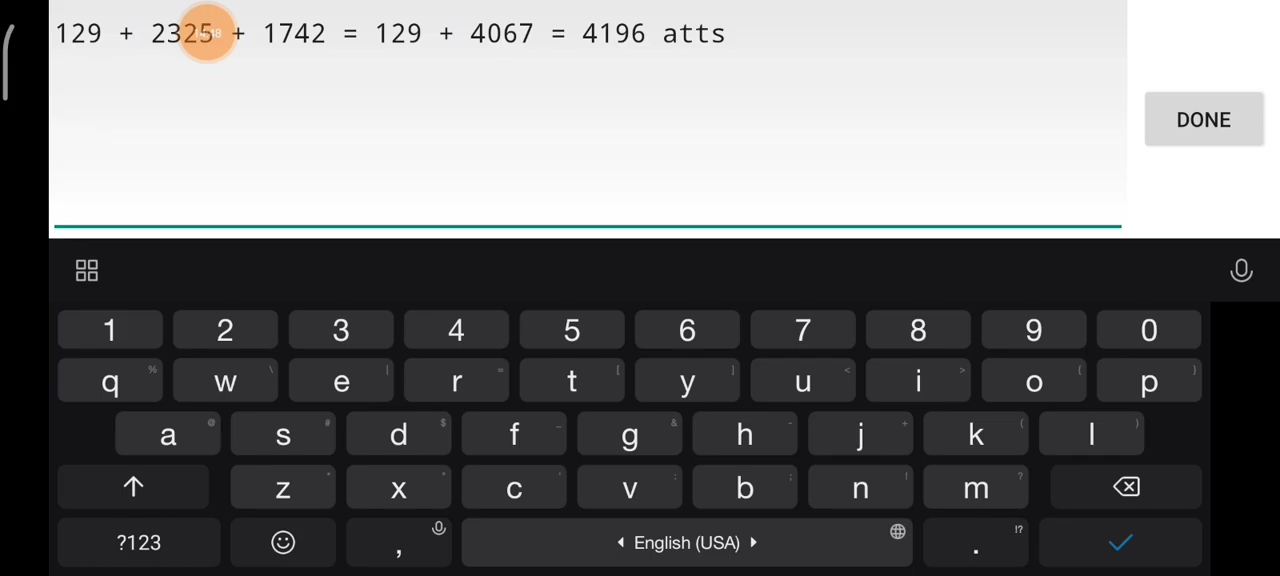 129 + 2325 + 1742 = 129 + 4067 = 4196 atts
DONE
1 2 3 4 5 6 7 8 9 0
q % w \ e | r = t [ y ] u < i > o { p }
a @ s # d $ f _ g & h - j + k ( l )
z x c v b n m
?123 , English (USA) . !?